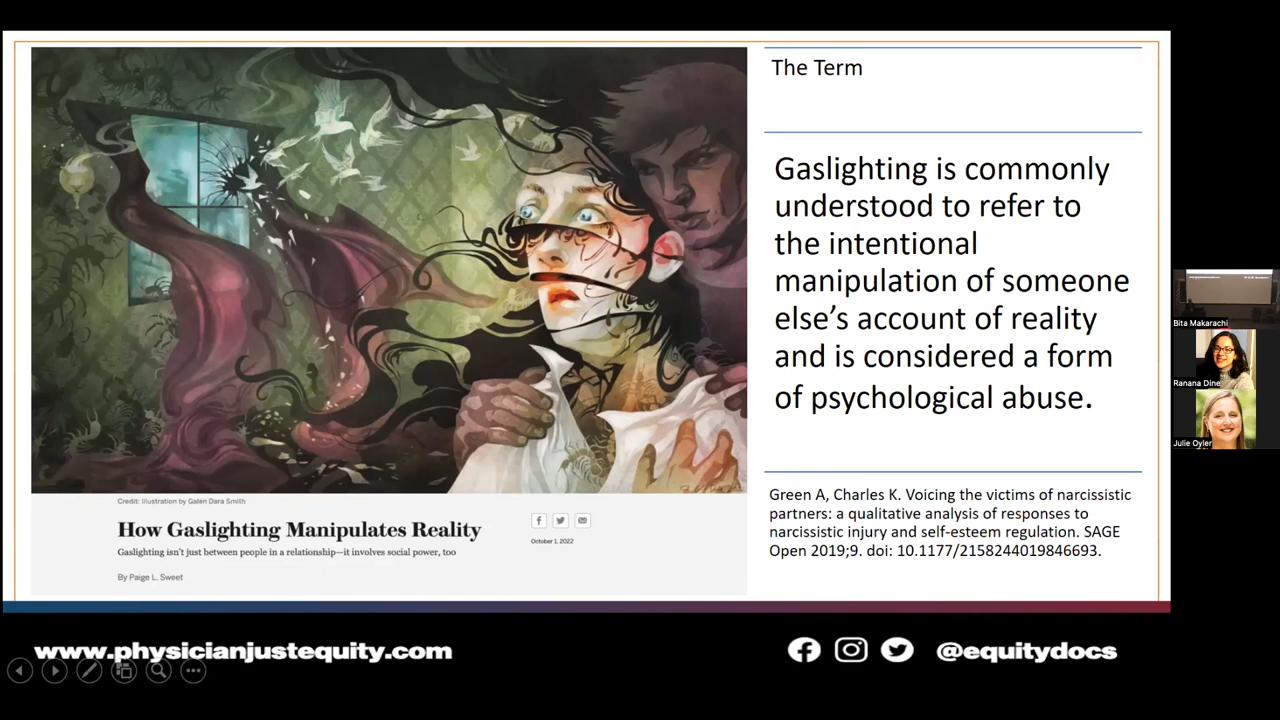 The Term
Gaslighting is commonly
understood to refer to
the intentional
manipulation of someone
else’s account of reality
and is considered a form
of psychological abuse.
Green A, Charles K. Voicing the victims of narcissistic
partners: a qualitative analysis of responses to
narcissistic injury and self-esteem regulation. SAGE
Open 2019;9. doi: 10.1177/2158244019846693.
Credit: Illustration by Galen Dara Smith
How Gaslighting Manipulates Reality
Gaslighting isn’t just between people in a relationship—it involves social power, too
October 1, 2022
By Paige L. Sweet
Bita Makarachi
Ranana Dine
Julie Oyler
www.physicianjustequity.com
@equitydocs